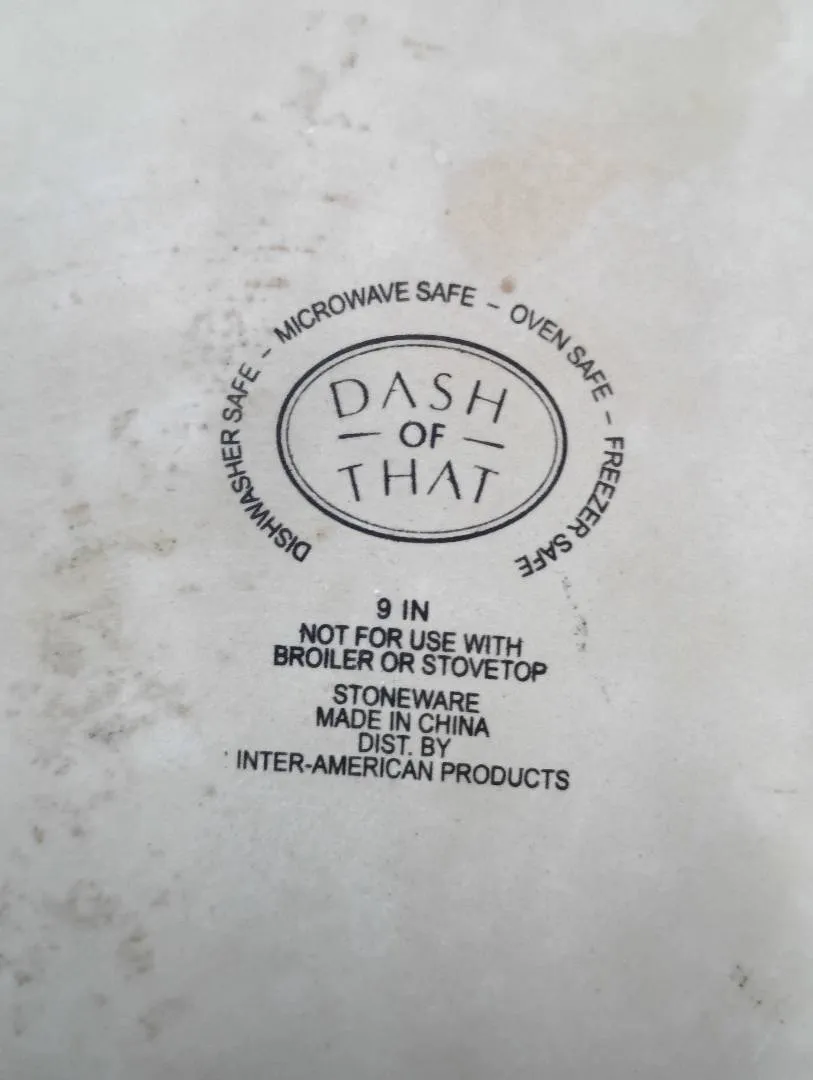 DISHWASHER SAFE - MICROWAVE SAFE - OVEN SAFE - FREEZER SAFE
DASH
OF
THAT
9 IN
NOT FOR USE WITH
BROILER OR STOVETOP
STONEWARE
MADE IN CHINA
DIST. BY
INTER-AMERICAN PRODUCTS